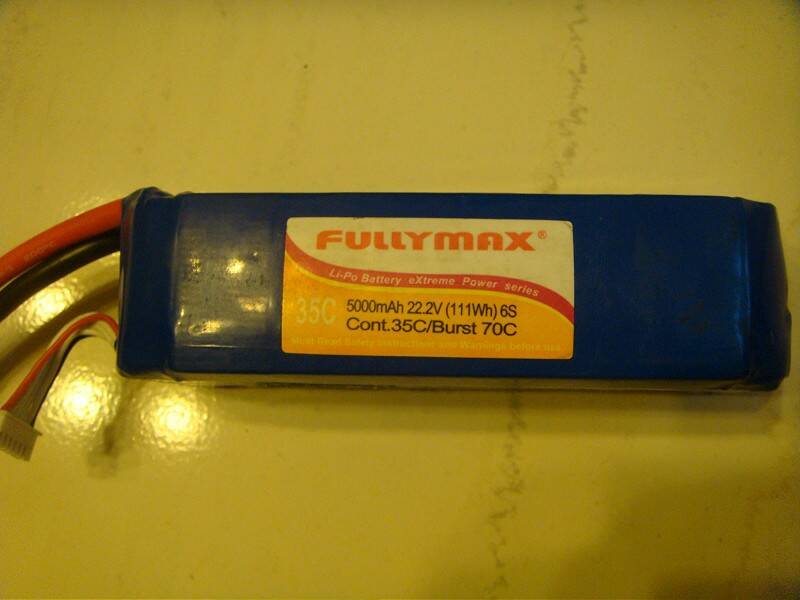 FULLYMAX®
Li-Po Battery eXtreme Power series
35C
5000mAh 22.2V (111Wh) 6S
Cont.35C/Burst 70C
Must Read Safety Instructions and Warnings before use.